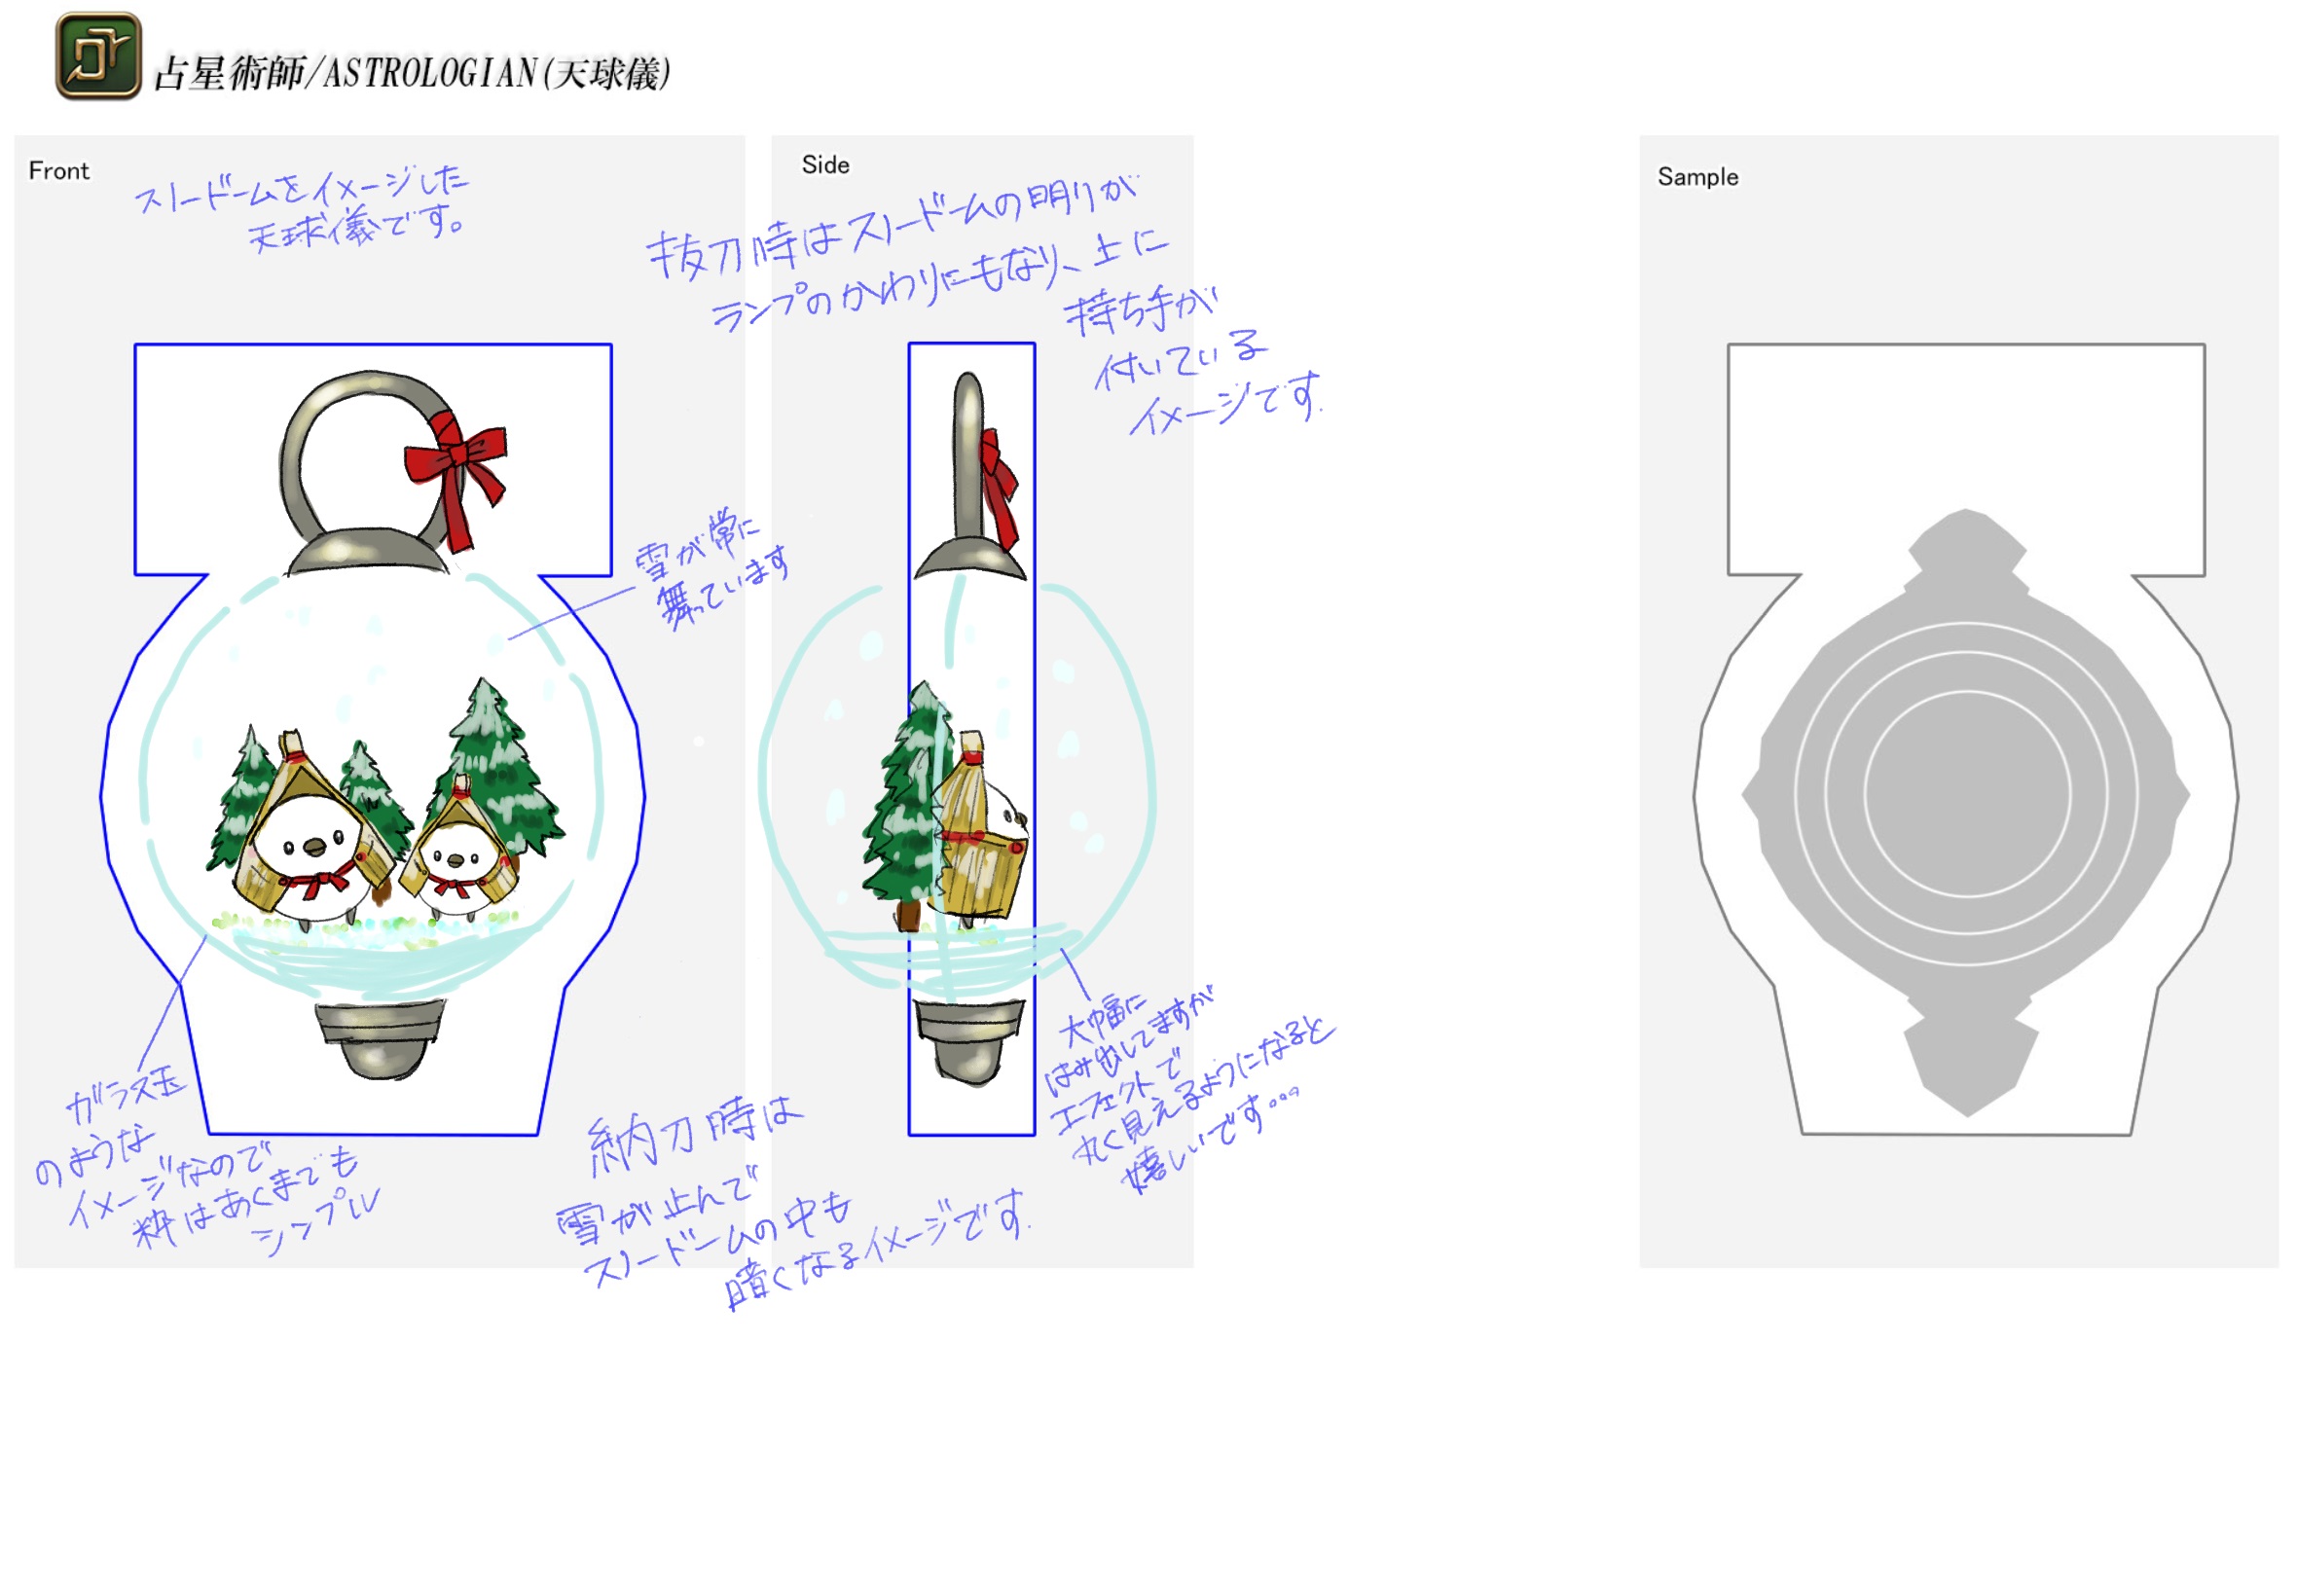 占星術師/ASTROLOGIAN(天球儀)
Front
スノードームをイメージした
天球儀です。
Side
抜刀時はスノードームの明りが
ランプのかわりにもなり、上に
持ち手が
付いている
イメージです.
Sample
雪が常に
舞っています
ガラス玉
のような
イメージなので
枠はあくまでも
シンプル
納刀時は
雪が止んで
スノードームの中も
暗くなるイメージです.
大幅に
はみ出してますが
エフェクトで
丸く見えるようになると
嬉しいです...